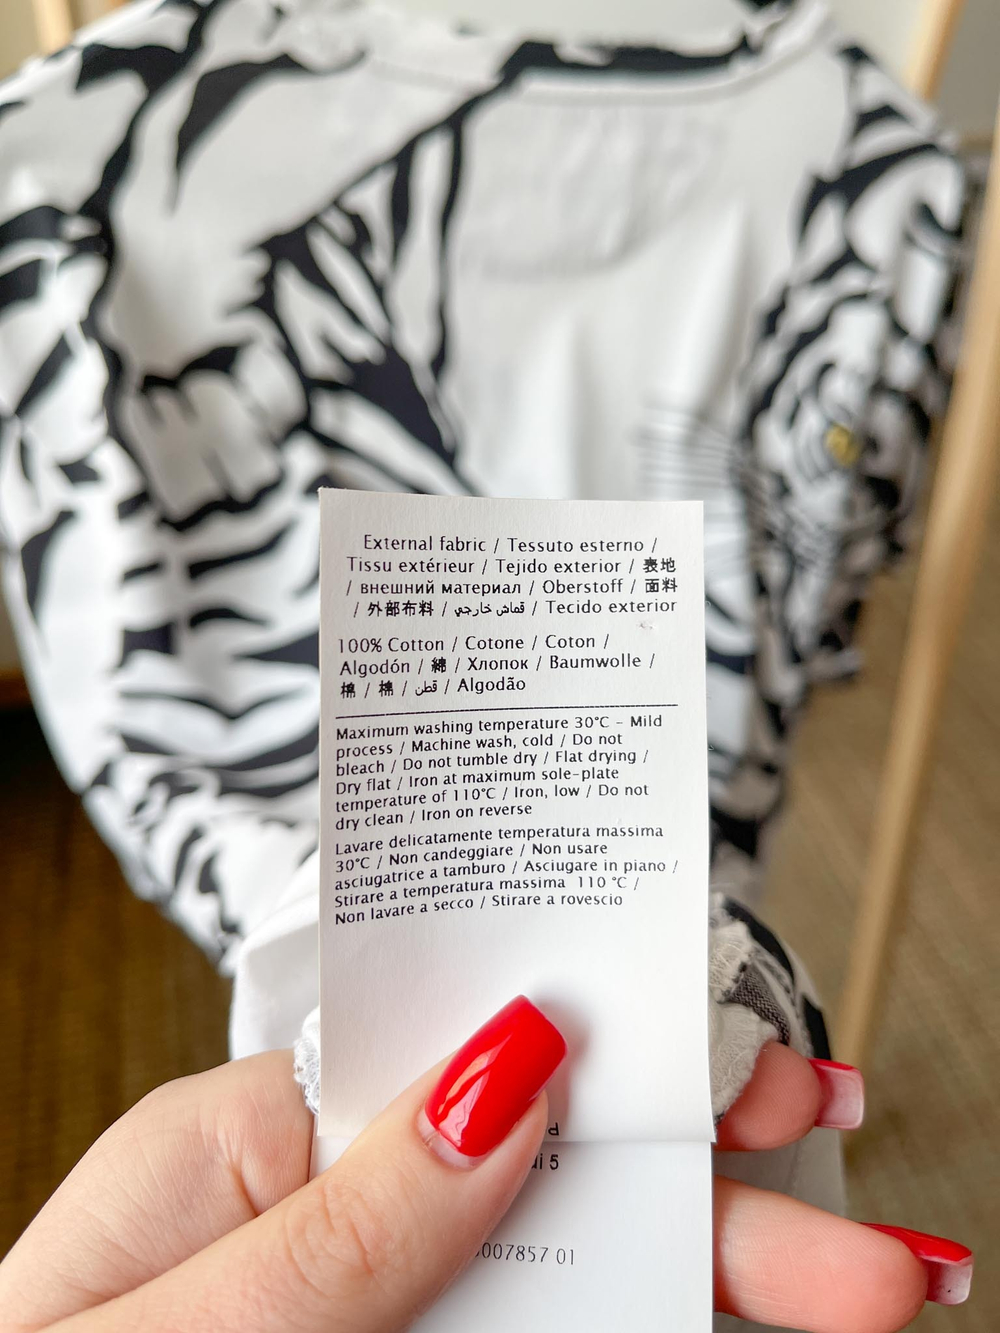 External fabric / Tessuto esterno /
Tissu extérieur / Tejido exterior / 表地
/ внешний материал / Oberstoff / 面料
/ 外部布料 / قماش خارجي / Tecido exterior
100% Cotton / Cotone / Coton /
Algodón / 綿 / Хлопок / Baumwolle /
棉 / 棉 / قطن / Algodão
Maximum washing temperature 30°C – Mild
process / Machine wash, cold / Do not
bleach / Do not tumble dry / Flat drying /
Dry flat / Iron at maximum sole-plate
temperature of 110°C / Iron, low / Do not
dry clean / Iron on reverse
Lavare delicatamente temperatura massima
30°C / Non candeggiare / Non usare
asciugatrice a tamburo / Asciugare in piano /
Stirare a temperatura massima 110 °C /
Non lavare a secco / Stirare a rovescio
5
007857 01